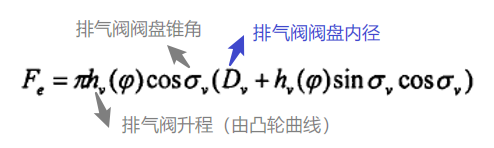 排气阀阀盘锥角 排气阀阀盘内径
F_e = πh_v(φ)cosσ_v(D_v + h_v(φ)sinσ_v cosσ_v)
排气阀升程（由凸轮曲线）